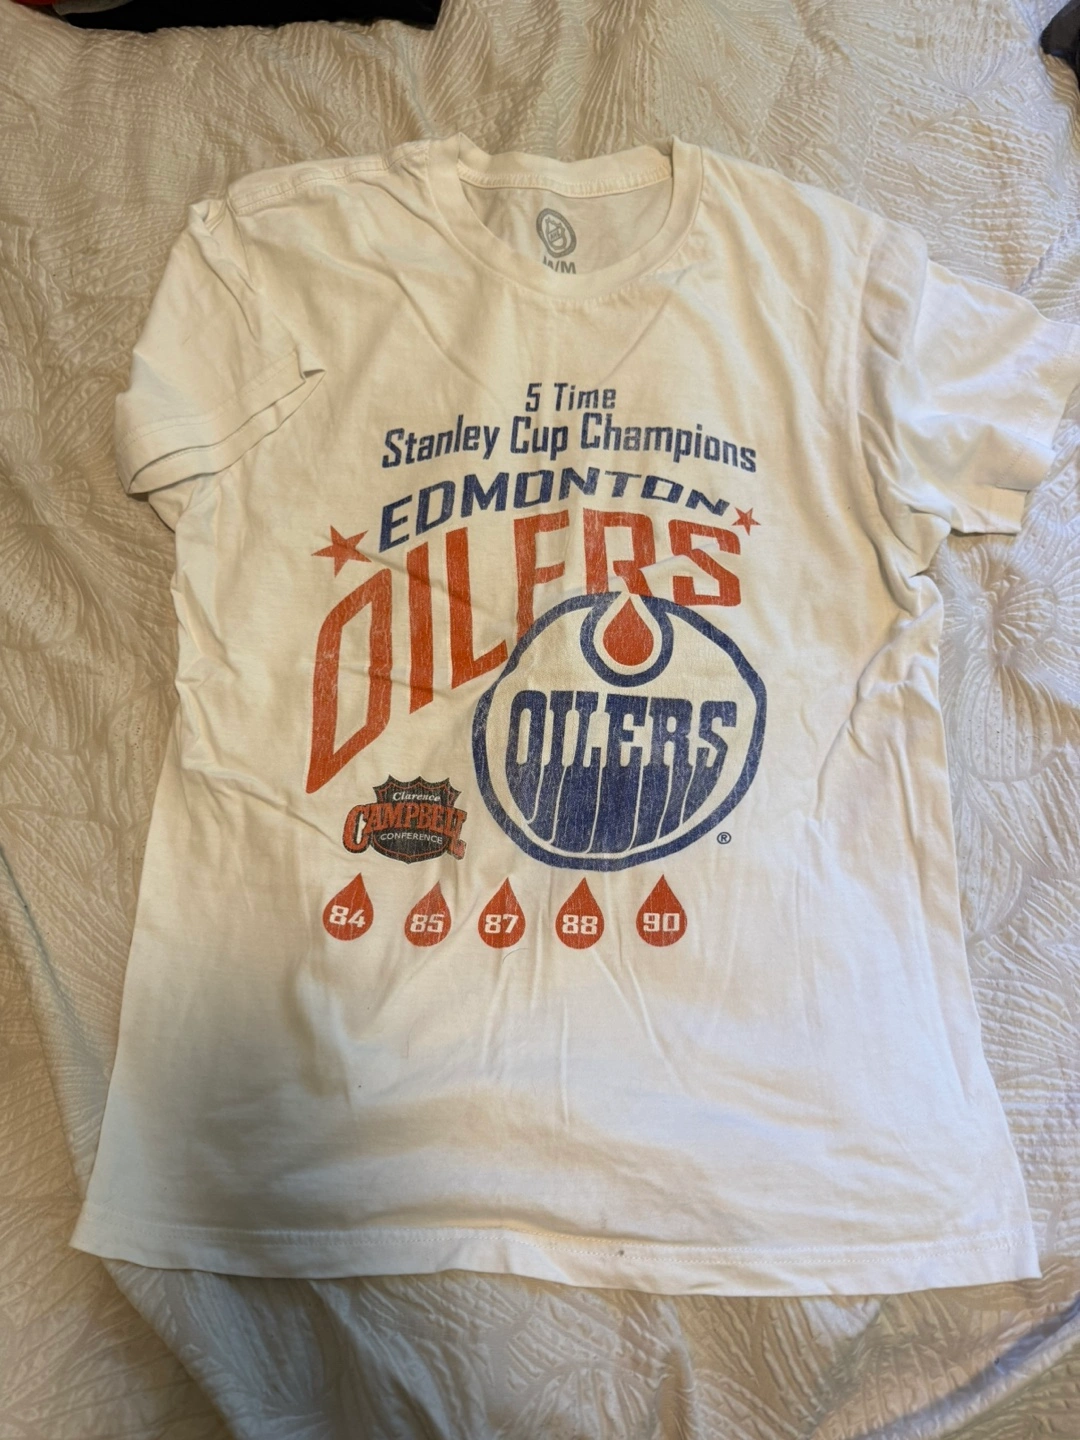 W/M
5 Time
Stanley Cup Champions
EDMONTON
OILERS
OILERS
®
Clarence
CAMPBELL
CONFERENCE
84 85 87 88 90